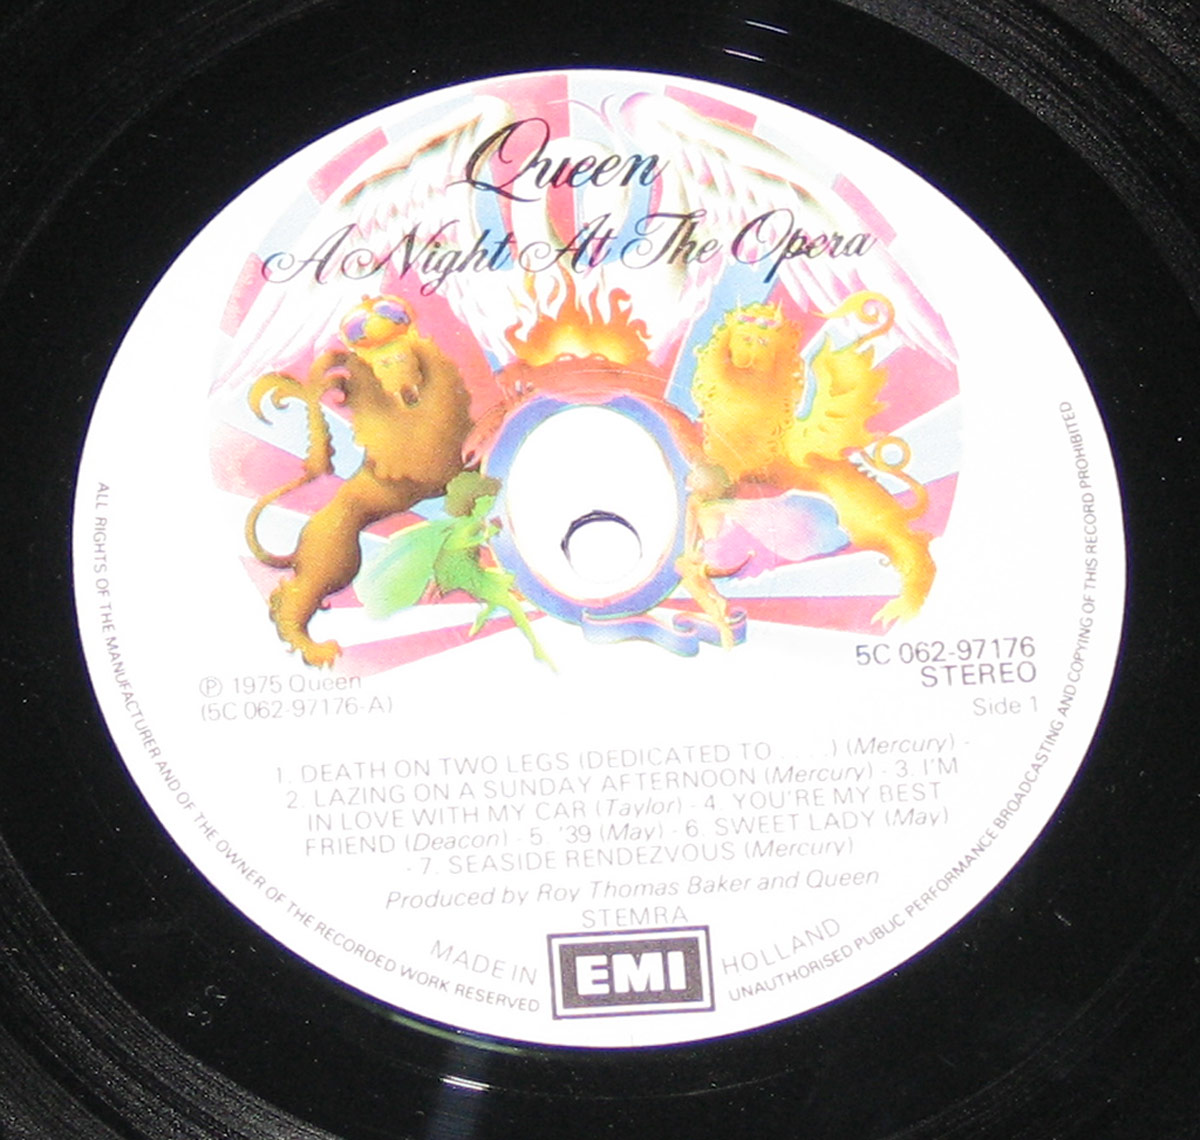 Queen
A Night At The Opera
5C 062-97176
STEREO
Side 1
℗ 1975 Queen
(5C 062-97176-A)
1. DEATH ON TWO LEGS (DEDICATED TO . . . . .) (Mercury) -
2. LAZING ON A SUNDAY AFTERNOON (Mercury) - 3. I'M
IN LOVE WITH MY CAR (Taylor) - 4. YOU'RE MY BEST
FRIEND (Deacon) - 5. '39 (May) - 6. SWEET LADY (May)
- 7. SEASIDE RENDEZVOUS (Mercury)
Produced by Roy Thomas Baker and Queen
STEMRA
MADE IN HOLLAND
EMI
ALL RIGHTS OF THE MANUFACTURER AND OF THE OWNER OF THE RECORDED WORK RESERVED
UNAUTHORISED PUBLIC PERFORMANCE BROADCASTING AND COPYING OF THIS RECORD PROHIBITED